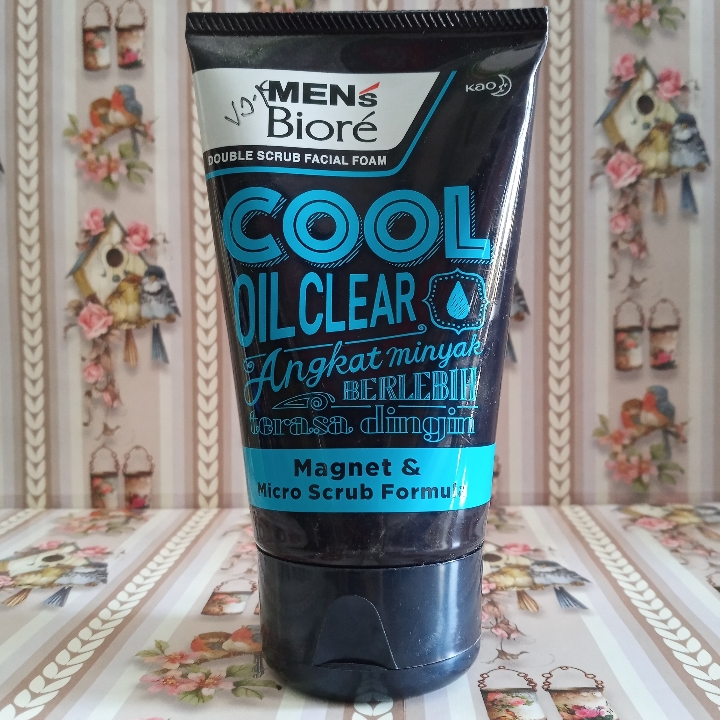 MEN's
Bioré
Kao
DOUBLE SCRUB FACIAL FOAM
COOL
OIL CLEAR
Angkat minyak
BERLEBIH
terasa dingin
Magnet &
Micro Scrub Formula